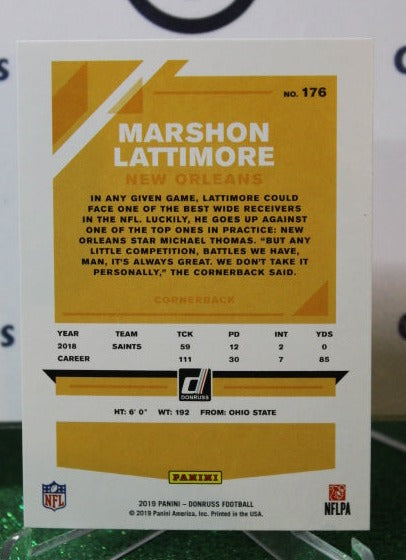 NO. 176
MARSHON
LATTIMORE
NEW ORLEANS
IN ANY GIVEN GAME, LATTIMORE COULD
FACE ONE OF THE BEST WIDE RECEIVERS
IN THE NFL. LUCKILY, HE GOES UP AGAINST
ONE OF THE TOP ONES IN PRACTICE: NEW
ORLEANS STAR MICHAEL THOMAS. "BUT ANY
LITTLE COMPETITION, BATTLES WE HAVE,
MAN, IT'S ALWAYS GREAT. WE DON'T TAKE IT
PERSONALLY," THE CORNERBACK SAID.
CORNERBACK
YEAR TEAM TCK PD INT YDS
2018 SAINTS 59 12 2 0
CAREER 111 30 7 85
DONRUSS
HT: 6' 0" WT: 192 FROM: OHIO STATE
PANINI
NFL
NFLPA
2019 PANINI – DONRUSS FOOTBALL
© 2019 Panini America, Inc. Printed in the USA.